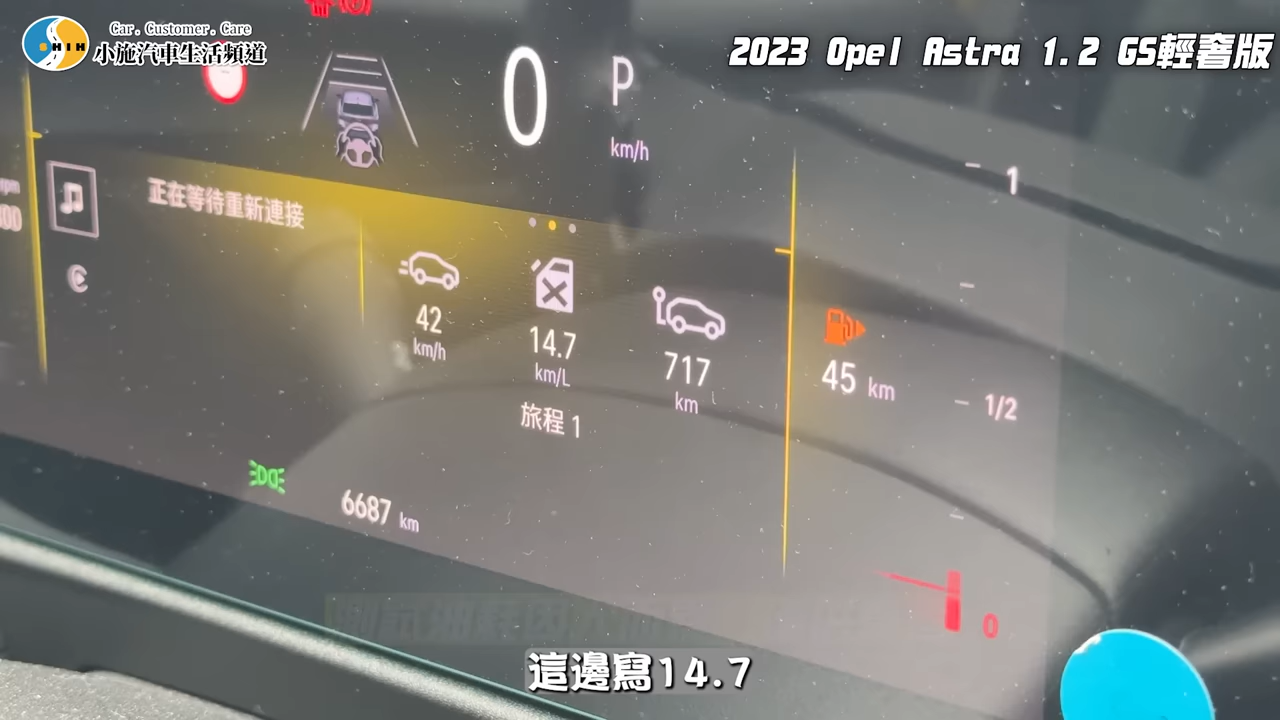 Car. Customer. Care
SHIH
小施汽車生活頻道
2023 Opel Astra 1.2 GS輕奢版
0
P
km/h
1
正在等待重新連接
rpm
42
km/h
14.7
km/L
旅程 1
717
km
45 km
1/2
6687 km
0
這邊寫14.7